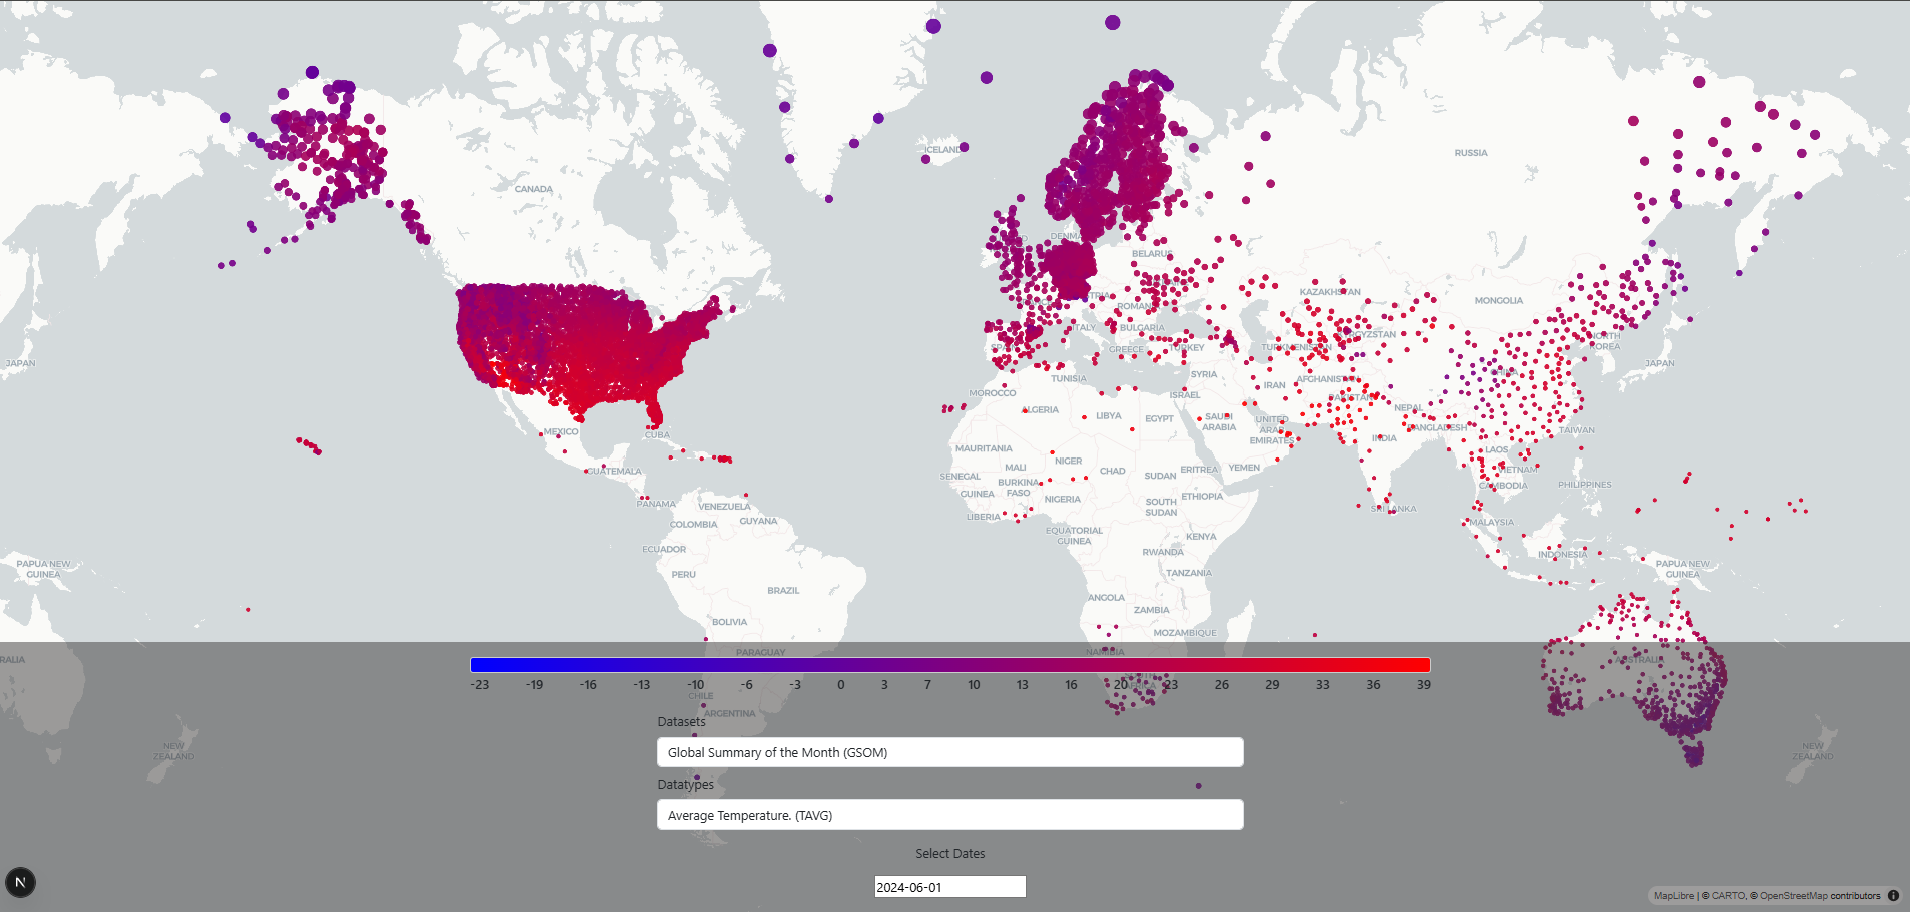 ICELAND
RUSSIA
CANADA
DENMA
BELARUS
KAZAKHSTAN
MONGOLIA
ROMAN
ITALY
BULGARIA
GREECE
TURKEY
TURKMENISTAN
RGYZSTAN
NORTH
KOREA
JAPAN
JAPAN
TUNISIA
SYRIA
IRAN
AFGHANISTAN
CHINA
MOROCCO
ALGERIA
LIBYA
EGYPT
ISRAEL
SAUDI
ARABIA
UNITED
ARAB
EMIRATES
PAKISTAN
NEPAL
BANGLADESH
TAIWAN
INDIA
MEXICO
CUBA
MAURITANIA
MALI
NIGER
CHAD
SUDAN
ERITREA
YEMEN
LAOS
VIETNAM
CAMBODIA
PHILIPPINES
GUATEMALA
SENEGAL
BURKINA
FASO
GUINEA
NIGERIA
SOUTH
SUDAN
ETHIOPIA
SRI LANKA
PANAMA
VENEZUELA
GUYANA
COLOMBIA
LIBERIA
EQUATORIAL
GUINEA
KENYA
MALAYSIA
ECUADOR
RWANDA
INDONESIA
PAPUA NEW
GUINEA
PAPUA NEW
GUINEA
PERU
BRAZIL
TANZANIA
ANGOLA
ZAMBIA
BOLIVIA
MOZAMBIQUE
PARAGUAY
NAMIBIA
RALIA
AUSTRALIA
-23 -19 -16 -13 -10 -6 -3 0 3 7 10 13 16 20 23 26 29 33 36 39
CHILE
ARGENTINA
SOUTH
AFRICA
NEW
ZEALAND
NEW
ZEALAND
Datasets
Global Summary of the Month (GSOM)
Datatypes
Average Temperature. (TAVG)
Select Dates
2024-06-01
N
MapLibre | © CARTO, © OpenStreetMap contributors